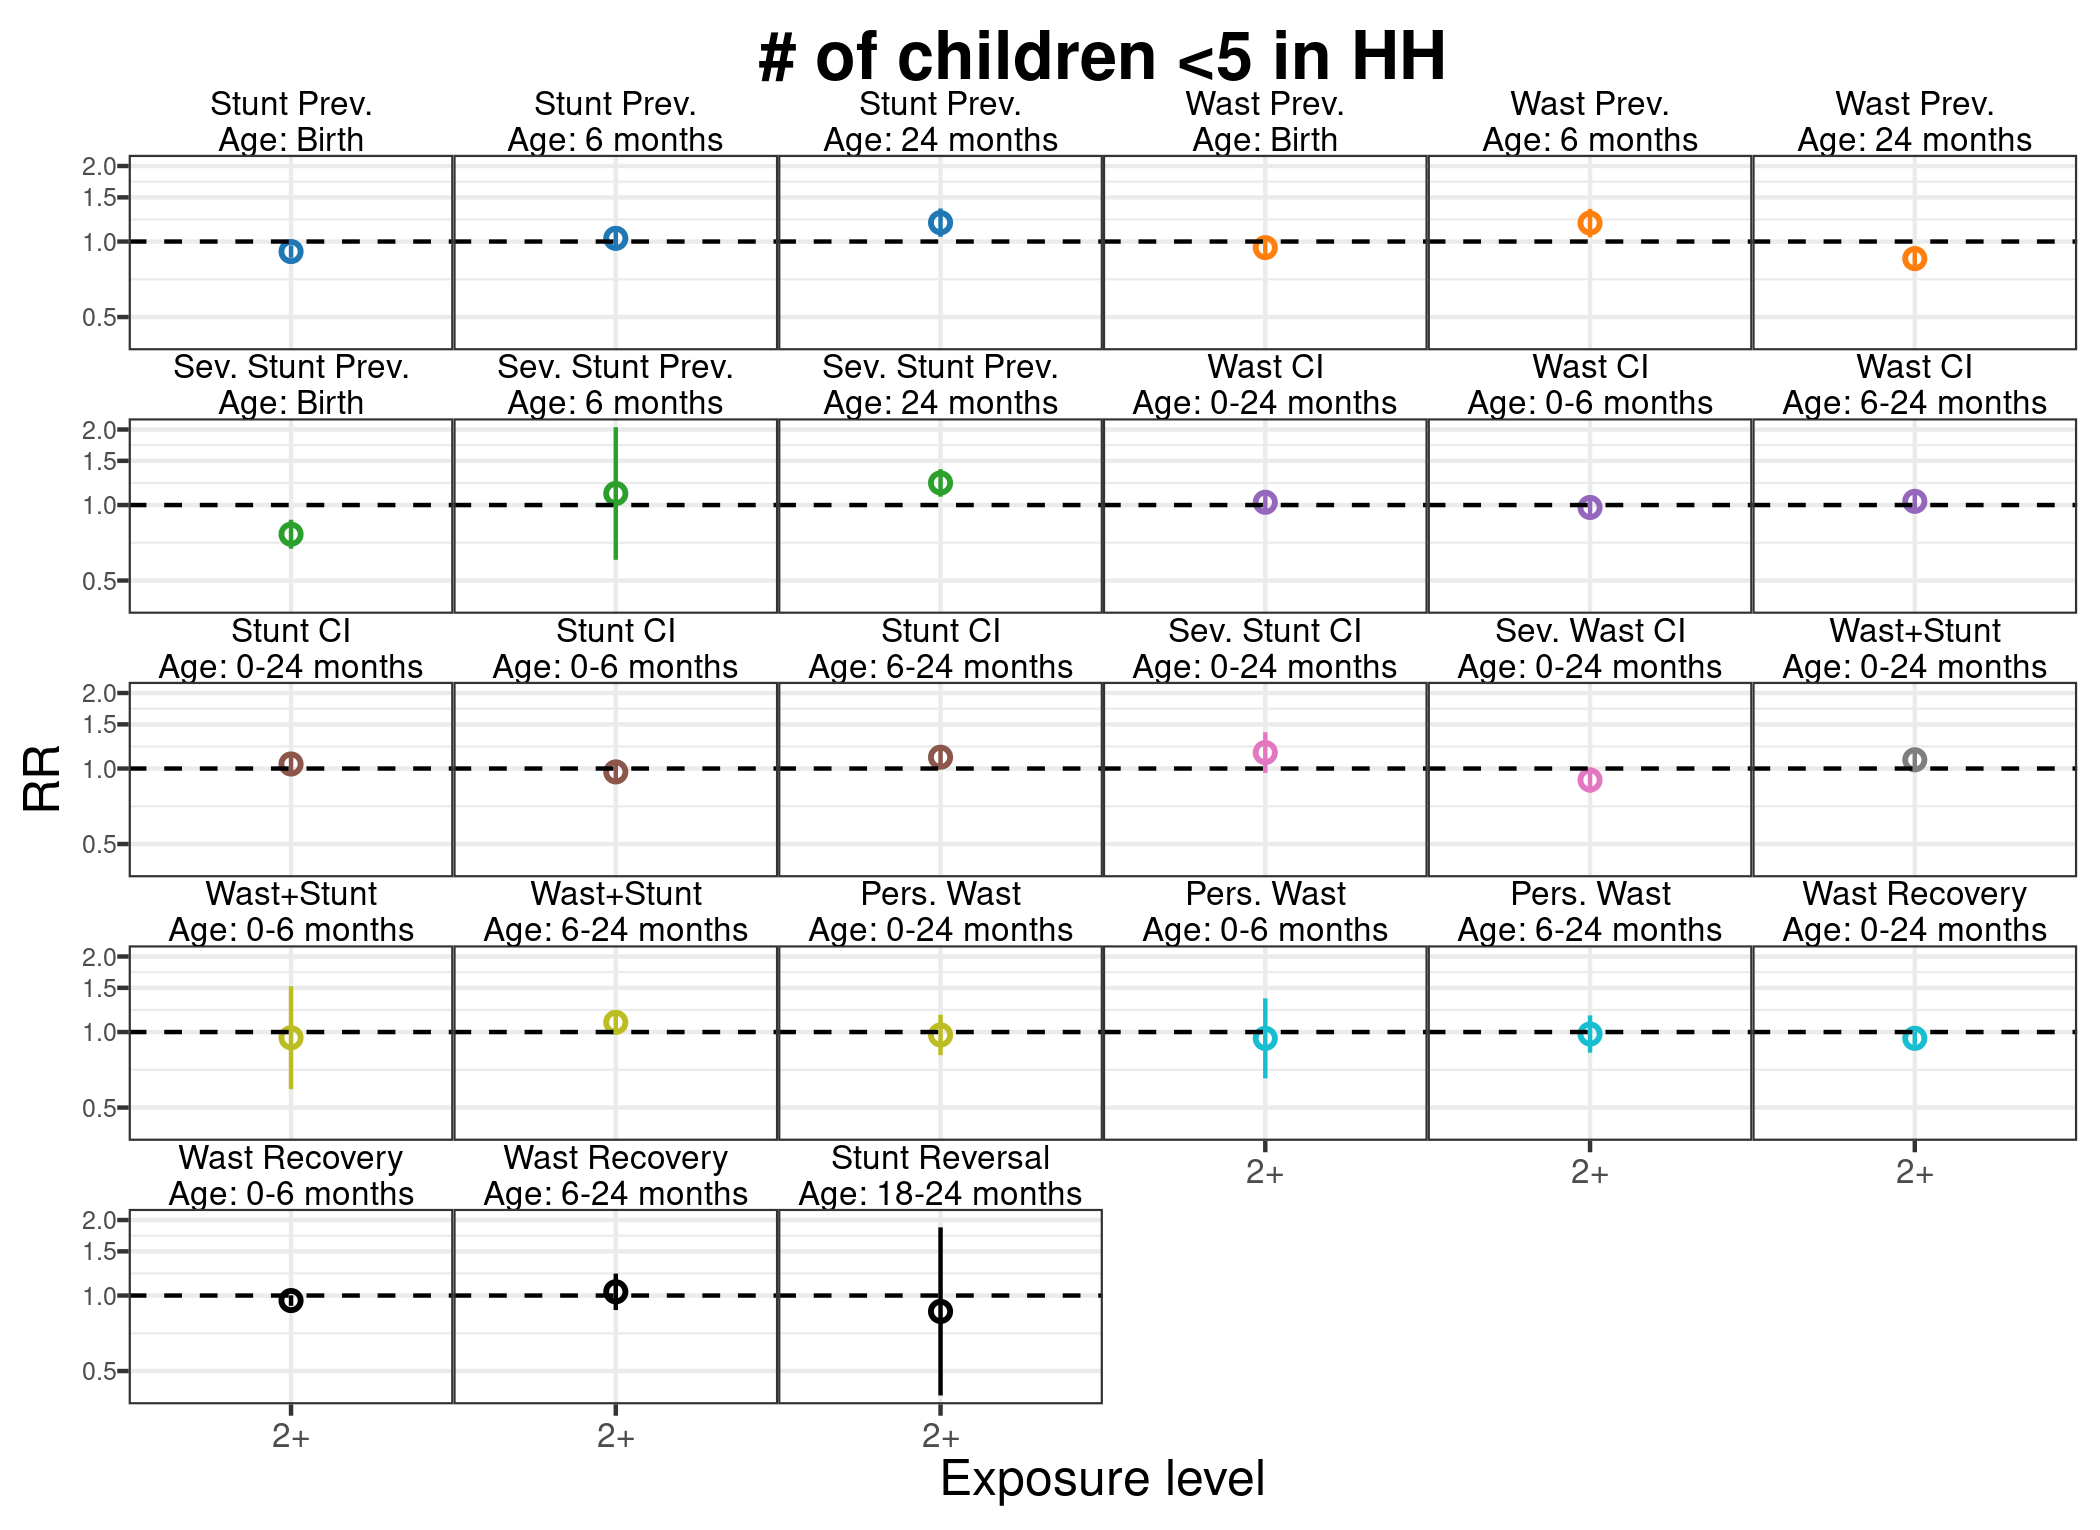 # of children <5 in HH
Stunt Prev.
Age: Birth
Stunt Prev.
Age: 6 months
Stunt Prev.
Age: 24 months
Wast Prev.
Age: Birth
Wast Prev.
Age: 6 months
Wast Prev.
Age: 24 months
2.0
1.5
1.0
0.5
Sev. Stunt Prev.
Age: Birth
Sev. Stunt Prev.
Age: 6 months
Sev. Stunt Prev.
Age: 24 months
Wast CI
Age: 0-24 months
Wast CI
Age: 0-6 months
Wast CI
Age: 6-24 months
2.0
1.5
1.0
0.5
Stunt CI
Age: 0-24 months
Stunt CI
Age: 0-6 months
Stunt CI
Age: 6-24 months
Sev. Stunt CI
Age: 0-24 months
Sev. Wast CI
Age: 0-24 months
Wast+Stunt
Age: 0-24 months
2.0
1.5
1.0
0.5
RR
Wast+Stunt
Age: 0-6 months
Wast+Stunt
Age: 6-24 months
Pers. Wast
Age: 0-24 months
Pers. Wast
Age: 0-6 months
Pers. Wast
Age: 6-24 months
Wast Recovery
Age: 0-24 months
2.0
1.5
1.0
0.5
2+
2+
2+
Wast Recovery
Age: 0-6 months
Wast Recovery
Age: 6-24 months
Stunt Reversal
Age: 18-24 months
2.0
1.5
1.0
0.5
2+
2+
2+
Exposure level